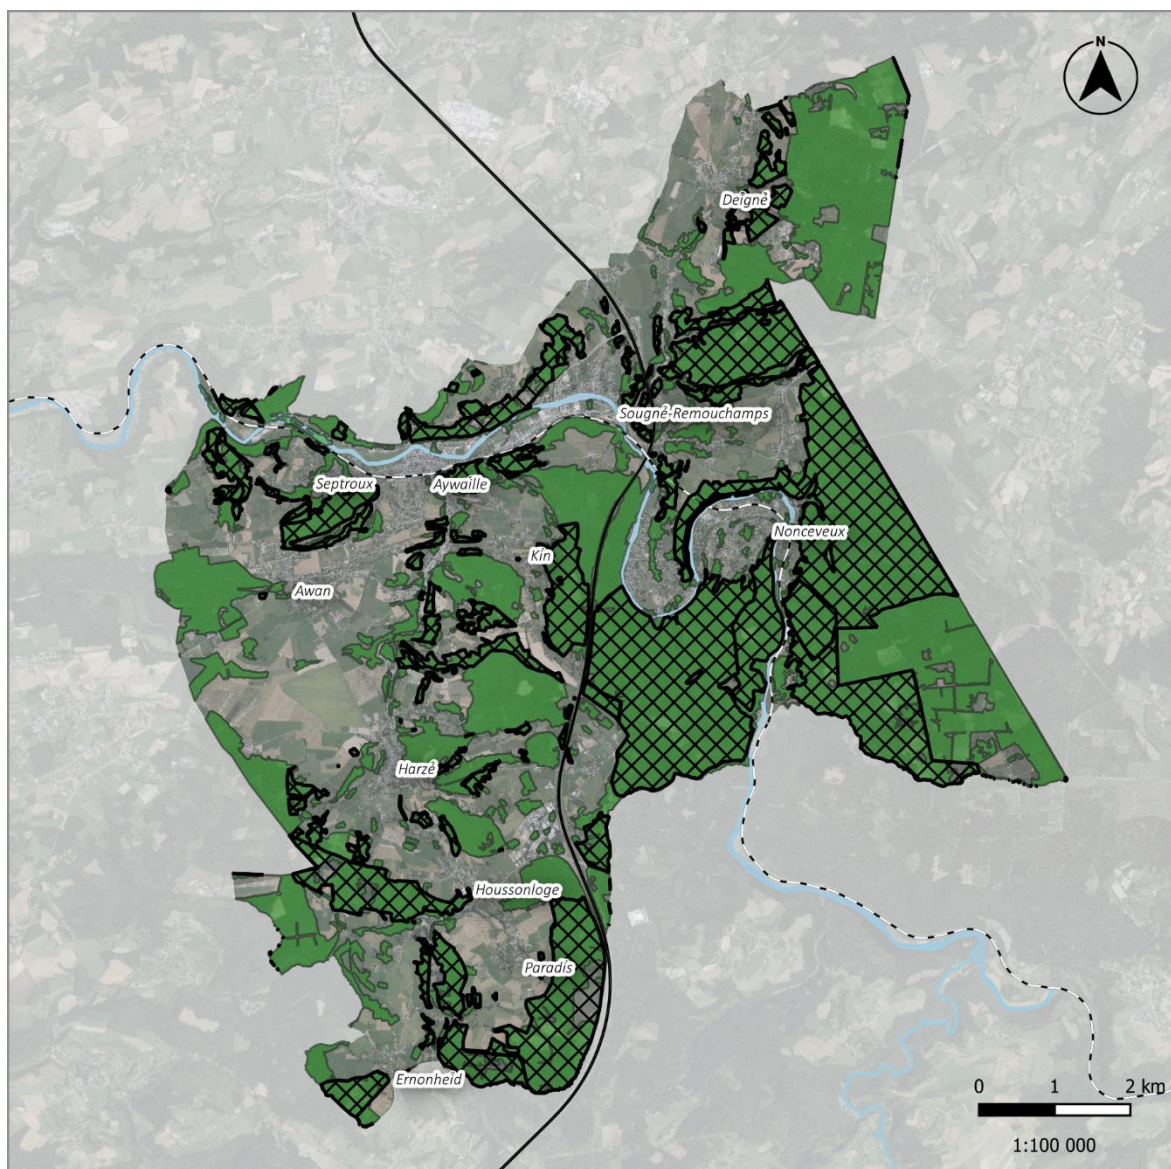 N
Deigné
Sougné-Remouchamps
Septroux
Aywaille
Nonceveux
Kin
Awan
Harzé
Houssonloge
Paradis
Ernonheid
0 1 2 km
1:100 000